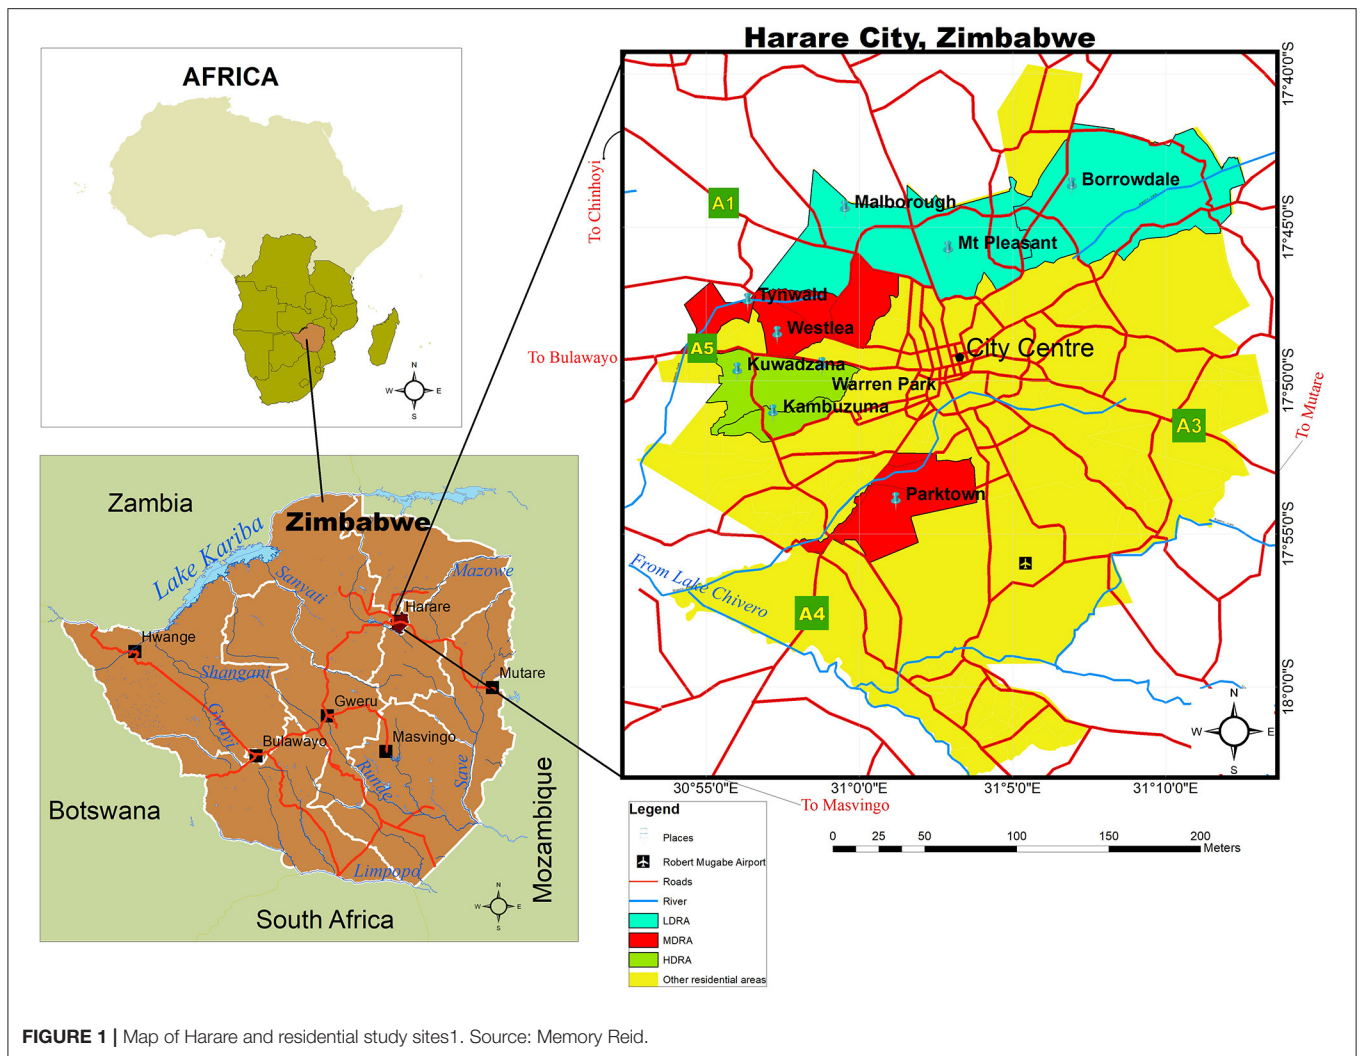 Harare City, Zimbabwe
AFRICA
N
W
E
S
Zambia
Zimbabwe
Lake Kariba
Sanyati
Mazowe
Harare
Hwange
Shangani
Mutare
Gweru
Gwayi
Bulawayo
Masvingo
Runde
Save
Botswana
Mozambique
Limpopo
South Africa
N
W
E
S
To Chinhoyi
To Bulawayo
To Mutare
To Masvingo
A1
Malborough
Borrowdale
Mt Pleasant
Tynwald
Westlea
A5
City Centre
Kuwadzana
Warren Park
Kambuzuma
A3
Parktown
From Lake Chivero
A4
N
W
E
S
17°40'0"S
17°45'0"S
17°50'0"S
17°55'0"S
18°0'0"S
30°55'0"E
31°0'0"E
31°5'0"E
31°10'0"E
Legend
Places
Robert Mugabe Airport
Roads
River
LDRA
MDRA
HDRA
Other residential areas
0 25 50 100 150 200
Meters
FIGURE 1 | Map of Harare and residential study sites1. Source: Memory Reid.